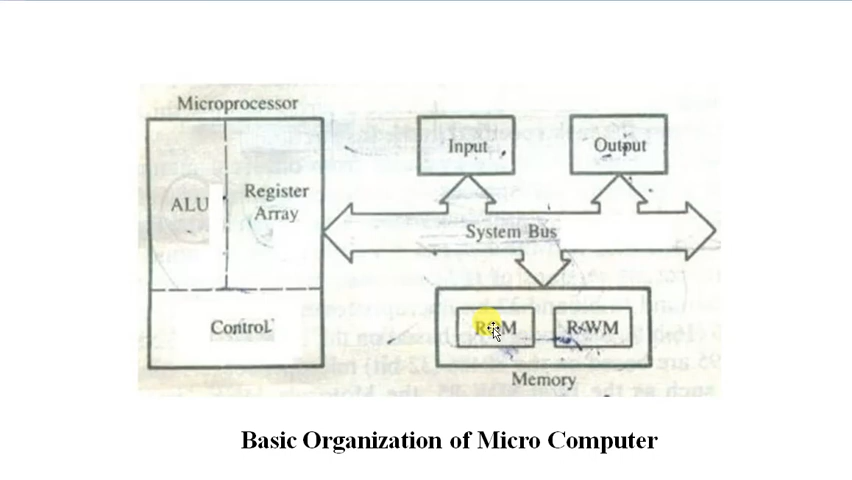 Microprocessor
Input
Output
ALU
Register
Array
System Bus
Control
R/WM
Memory
Basic Organization of Micro Computer